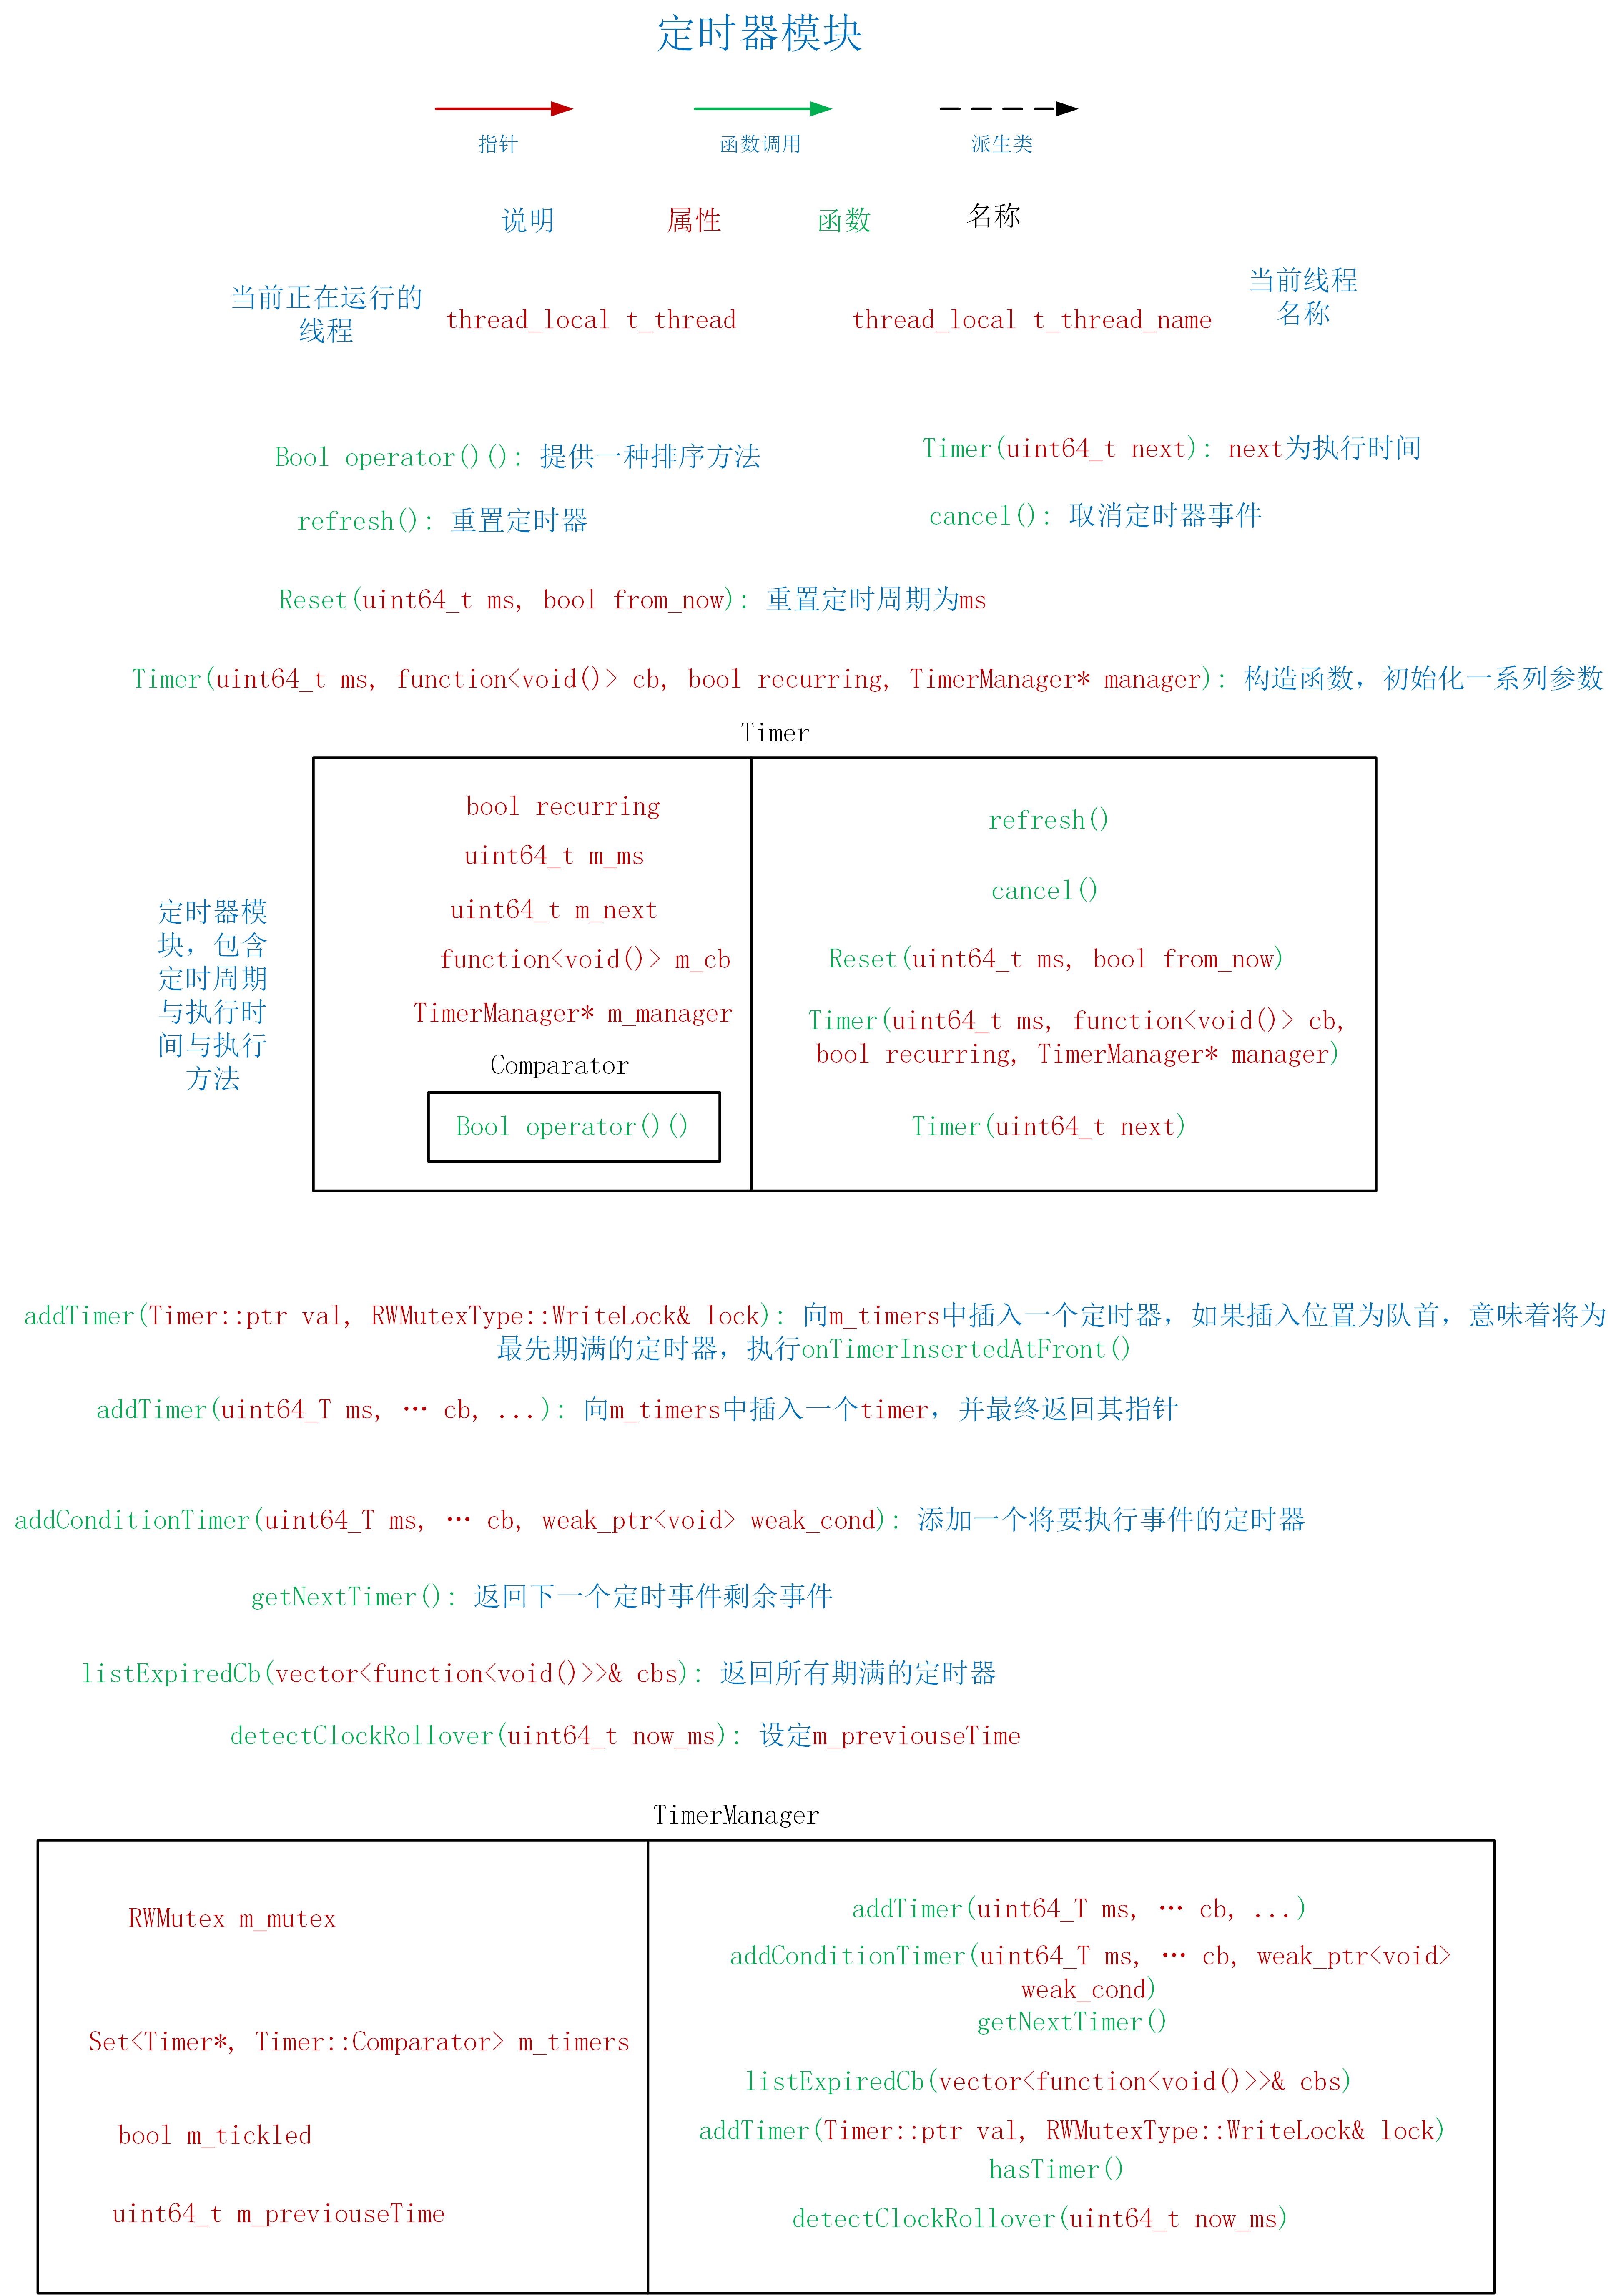 定时器模块
指针
函数调用
派生类
说明
属性
函数
名称
当前正在运行的
线程
thread_local t_thread
thread_local t_thread_name
当前线程
名称
Bool operator()(): 提供一种排序方法
Timer(uint64_t next): next为执行时间
refresh(): 重置定时器
cancel(): 取消定时器事件
Reset(uint64_t ms, bool from_now): 重置定时周期为ms
Timer(uint64_t ms, function<void()> cb, bool recurring, TimerManager* manager): 构造函数，初始化一系列参数
Timer
定时器模
块，包含
定时周期
与执行时
间与执行
方法
bool recurring
uint64_t m_ms
uint64_t m_next
function<void()> m_cb
TimerManager* m_manager
Comparator
Bool operator()()
refresh()
cancel()
Reset(uint64_t ms, bool from_now)
Timer(uint64_t ms, function<void()> cb,
bool recurring, TimerManager* manager)
Timer(uint64_t next)
addTimer(Timer::ptr val, RWMutexType::WriteLock& lock): 向m_timers中插入一个定时器，如果插入位置为队首，意味着将为
最先期满的定时器，执行onTimerInsertedAtFront()
addTimer(uint64_T ms, … cb, ...): 向m_timers中插入一个timer，并最终返回其指针
addConditionTimer(uint64_T ms, … cb, weak_ptr<void> weak_cond): 添加一个将要执行事件的定时器
getNextTimer(): 返回下一个定时事件剩余事件
listExpiredCb(vector<function<void()>>& cbs): 返回所有期满的定时器
detectClockRollover(uint64_t now_ms): 设定m_previouseTime
TimerManager
RWMutex m_mutex
Set<Timer*, Timer::Comparator> m_timers
bool m_tickled
uint64_t m_previouseTime
addTimer(uint64_T ms, … cb, ...)
addConditionTimer(uint64_T ms, … cb, weak_ptr<void>
weak_cond)
getNextTimer()
listExpiredCb(vector<function<void()>>& cbs)
addTimer(Timer::ptr val, RWMutexType::WriteLock& lock)
hasTimer()
detectClockRollover(uint64_t now_ms)